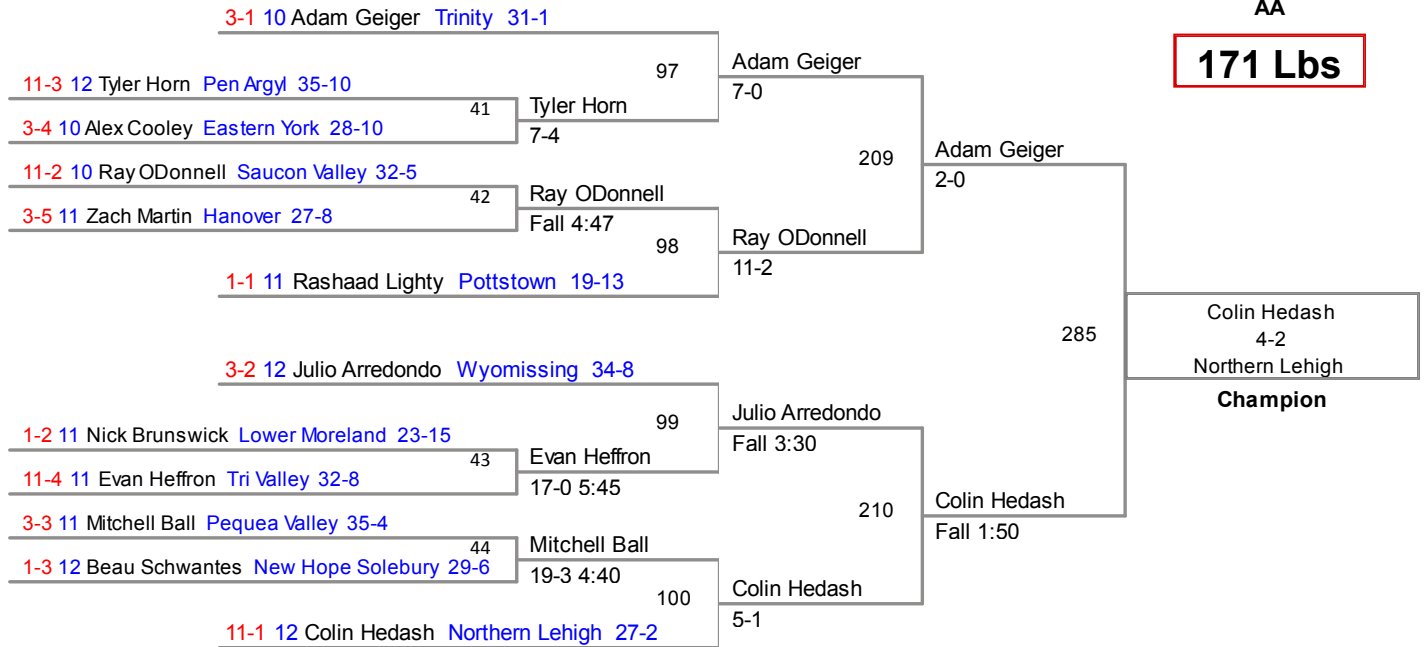 AA
171 Lbs
3-1 10 Adam Geiger Trinity 31-1
97
Adam Geiger
7-0
11-3 12 Tyler Horn Pen Argyl 35-10
41
Tyler Horn
7-4
3-4 10 Alex Cooley Eastern York 28-10
209
Adam Geiger
2-0
11-2 10 Ray ODonnell Saucon Valley 32-5
42
Ray ODonnell
Fall 4:47
3-5 11 Zach Martin Hanover 27-8
98
Ray ODonnell
11-2
1-1 11 Rashaad Lighty Pottstown 19-13
285
Colin Hedash
4-2
Northern Lehigh
Champion
3-2 12 Julio Arredondo Wyomissing 34-8
99
Julio Arredondo
Fall 3:30
1-2 11 Nick Brunswick Lower Moreland 23-15
43
Evan Heffron
17-0 5:45
11-4 11 Evan Heffron Tri Valley 32-8
210
Colin Hedash
Fall 1:50
3-3 11 Mitchell Ball Pequea Valley 35-4
44
Mitchell Ball
19-3 4:40
1-3 12 Beau Schwantes New Hope Solebury 29-6
100
Colin Hedash
5-1
11-1 12 Colin Hedash Northern Lehigh 27-2